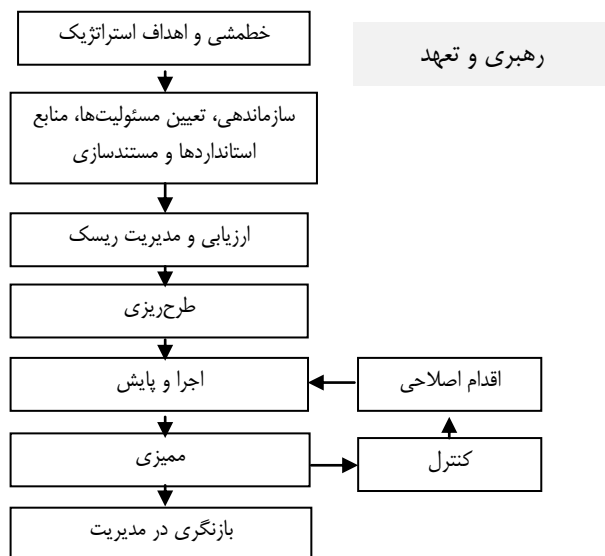 خطمشی و اهداف استراتژیک
رهبری و تعهد
سازماندهی، تعیین مسئولیت‌ها، منابع
استانداردها و مستندسازی
ارزیابی و مدیریت ریسک
طرح‌ریزی
اجرا و پایش
اقدام اصلاحی
ممیزی
کنترل
بازنگری در مدیریت